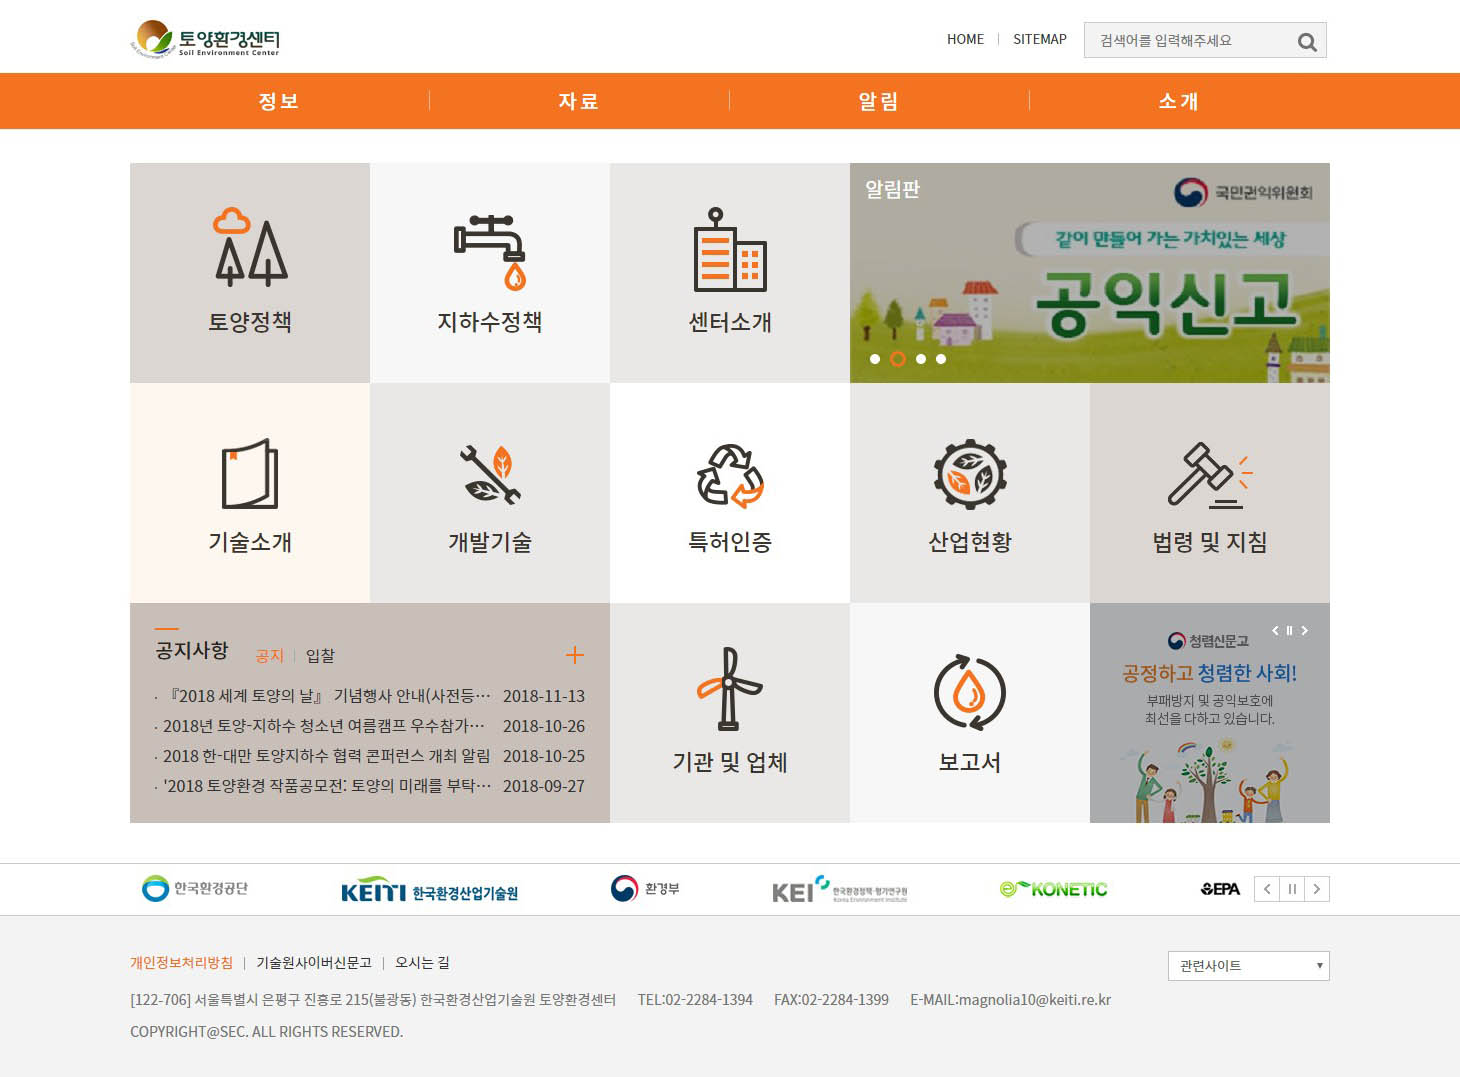 토양환경센터
Soil Environment Center
HOME
SITEMAP
검색어를 입력해주세요
정보
자료
알림
소개
토양정책
지하수정책
센터소개
알림판
국민권익위원회
같이 만들어 가는 가치있는 세상
공익신고
기술소개
개발기술
특허인증
산업현황
법령 및 지침
공지사항
공지
입찰
· 『2018 세계 토양의 날』 기념행사 안내(사전등… 2018-11-13
· 2018년 토양-지하수 청소년 여름캠프 우수참가… 2018-10-26
· 2018 한-대만 토양지하수 협력 콘퍼런스 개최 알림 2018-10-25
· '2018 토양환경 작품공모전: 토양의 미래를 부탁… 2018-09-27
기관 및 업체
보고서
청렴신문고
공정하고 청렴한 사회!
부패방지 및 공익보호에
최선을 다하고 있습니다.
한국환경공단
KEITI 한국환경산업기술원
환경부
KEI 한국환경정책·평가연구원
Korea Environment Institute
e KONETIC
EPA
개인정보처리방침
기술원사이버신문고
오시는 길
관련사이트
[122-706] 서울특별시 은평구 진흥로 215(불광동) 한국환경산업기술원 토양환경센터 TEL:02-2284-1394 FAX:02-2284-1399 E-MAIL:magnolia10@keiti.re.kr
COPYRIGHT@SEC. ALL RIGHTS RESERVED.